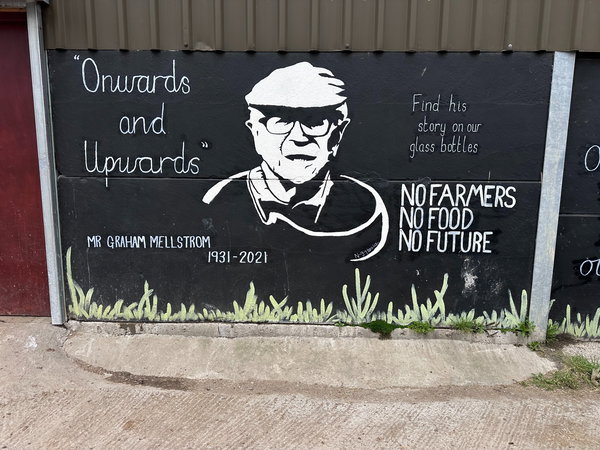 "Onwards
and
Upwards"
Find his
story on our
glass bottles
NO FARMERS
NO FOOD
NO FUTURE
MR GRAHAM MELLSTROM
1931-2021